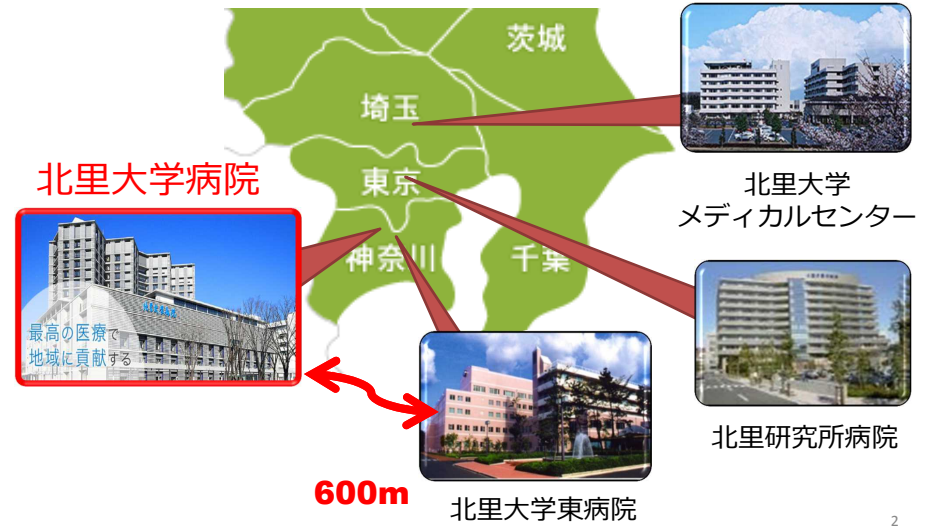 茨城
埼玉
東京
神奈川
千葉
北里大学病院
最高の医療で
地域に貢献する
北里大学
メディカルセンター
北里研究所病院
600m
北里大学東病院
2